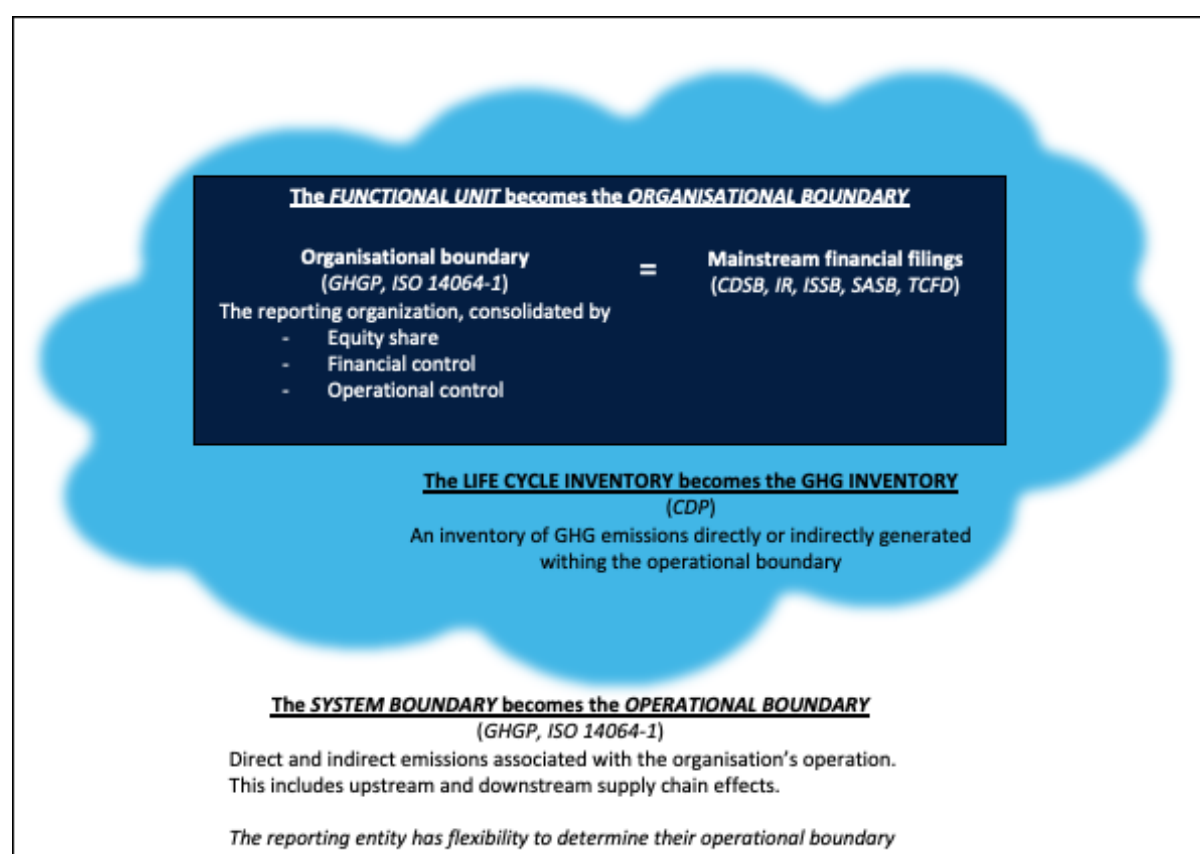 The FUNCTIONAL UNIT becomes the ORGANISATIONAL BOUNDARY
Organisational boundary
(GHGP, ISO 14064-1)
The reporting organization, consolidated by
- Equity share
- Financial control
- Operational control
=
Mainstream financial filings
(CDSB, IR, ISSB, SASB, TCFD)
The LIFE CYCLE INVENTORY becomes the GHG INVENTORY
(CDP)
An inventory of GHG emissions directly or indirectly generated
withing the operational boundary
The SYSTEM BOUNDARY becomes the OPERATIONAL BOUNDARY
(GHGP, ISO 14064-1)
Direct and indirect emissions associated with the organisation's operation.
This includes upstream and downstream supply chain effects.
The reporting entity has flexibility to determine their operational boundary